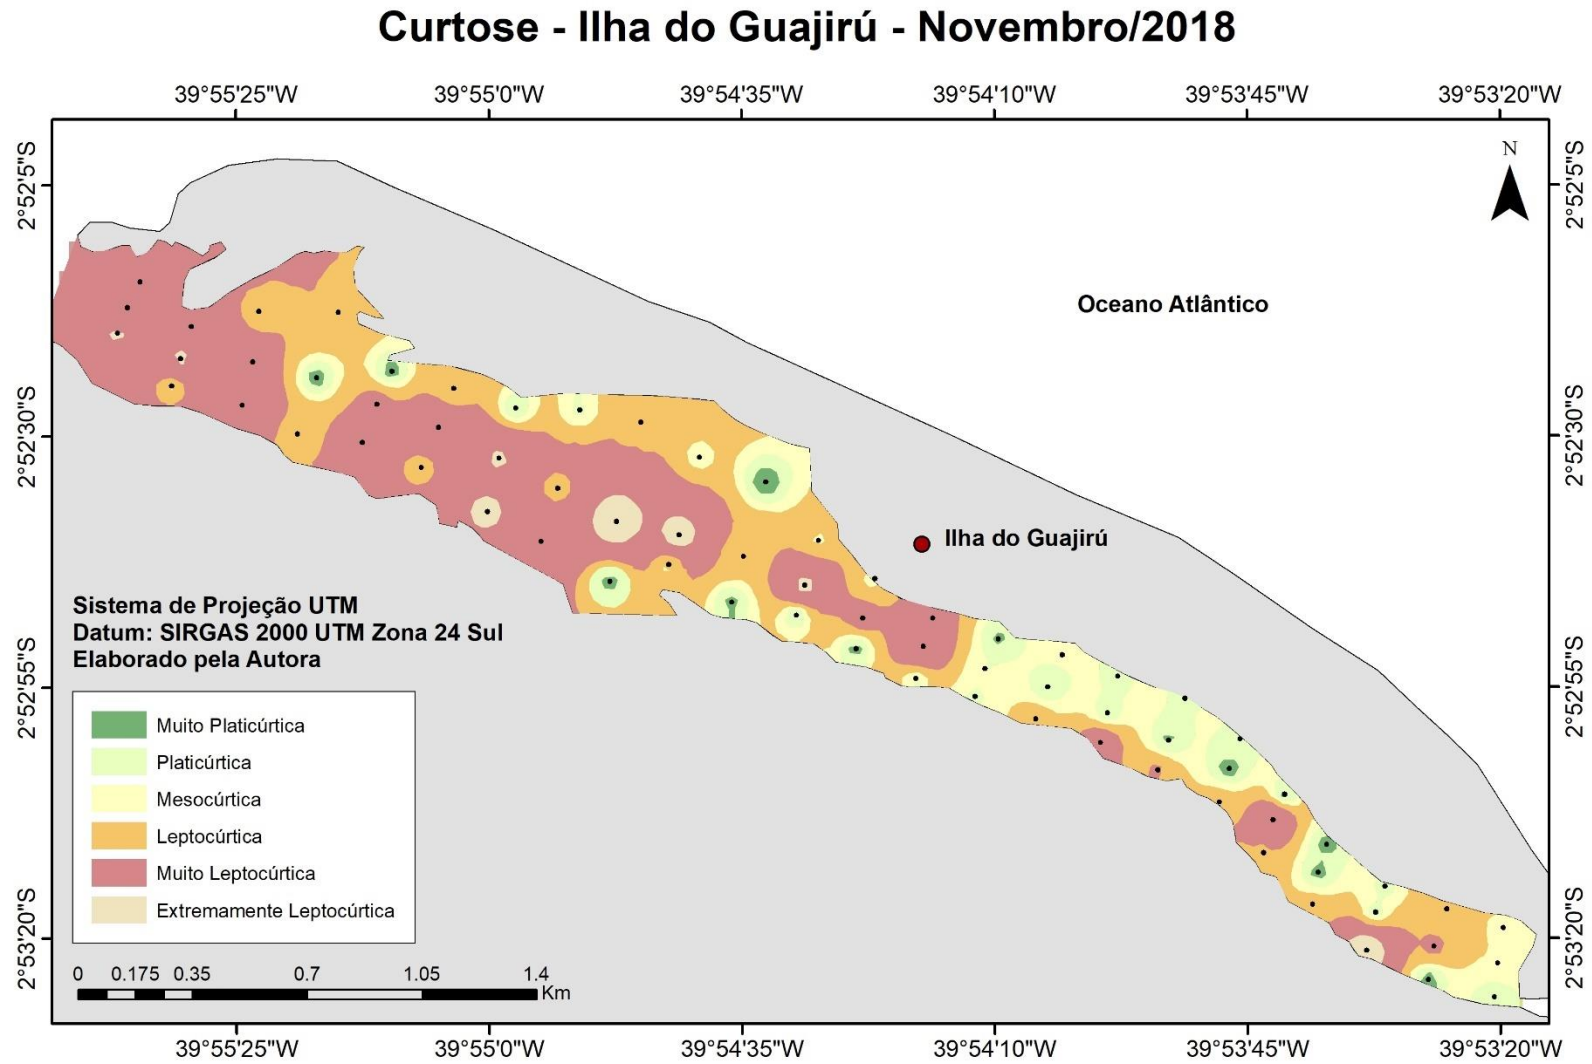 Curtose - Ilha do Guajirú - Novembro/2018
39°55'25"W 39°55'0"W 39°54'35"W 39°54'10"W 39°53'45"W 39°53'20"W
2°52'5"S 2°52'5"S
N
Oceano Atlântico
2°52'30"S 2°52'30"S
Ilha do Guajirú
Sistema de Projeção UTM
Datum: SIRGAS 2000 UTM Zona 24 Sul
Elaborado pela Autora
2°52'55"S 2°52'55"S
Muito Platicúrtica
Platicúrtica
Mesocúrtica
Leptocúrtica
Muito Leptocúrtica
Extremamente Leptocúrtica
2°53'20"S 2°53'20"S
0 0.175 0.35 0.7 1.05 1.4
Km
39°55'25"W 39°55'0"W 39°54'35"W 39°54'10"W 39°53'45"W 39°53'20"W